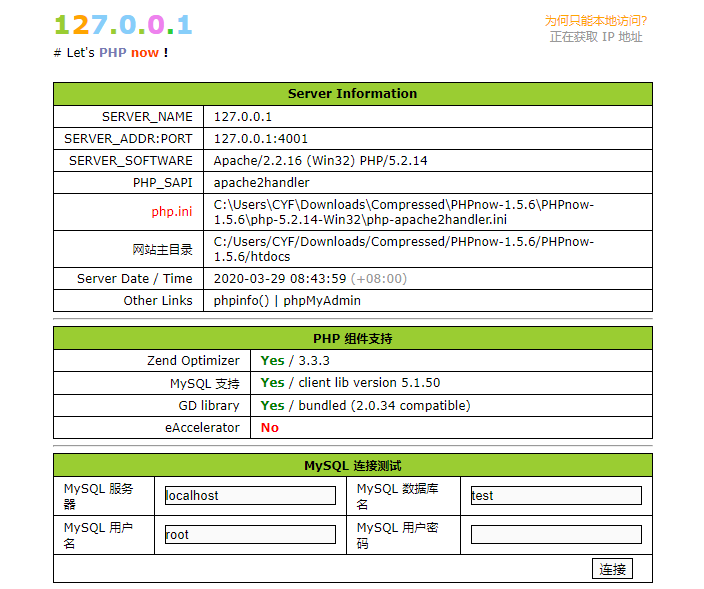 127.0.0.1
为何只能本地访问?
正在获取 IP 地址
# Let's PHP now !
Server Information
SERVER_NAME 127.0.0.1
SERVER_ADDR:PORT 127.0.0.1:4001
SERVER_SOFTWARE Apache/2.2.16 (Win32) PHP/5.2.14
PHP_SAPI apache2handler
php.ini C:\Users\CYF\Downloads\Compressed\PHPnow-1.5.6\PHPnow-
1.5.6\php-5.2.14-Win32\php-apache2handler.ini
网站主目录 C:/Users/CYF/Downloads/Compressed/PHPnow-1.5.6/PHPnow-
1.5.6/htdocs
Server Date / Time 2020-03-29 08:43:59 (+08:00)
Other Links phpinfo() | phpMyAdmin
PHP 组件支持
Zend Optimizer Yes / 3.3.3
MySQL 支持 Yes / client lib version 5.1.50
GD library Yes / bundled (2.0.34 compatible)
eAccelerator No
MySQL 连接测试
MySQL 服务
器
localhost
MySQL 数据库
名
test
MySQL 用户
名
root
MySQL 用户密
码
连接